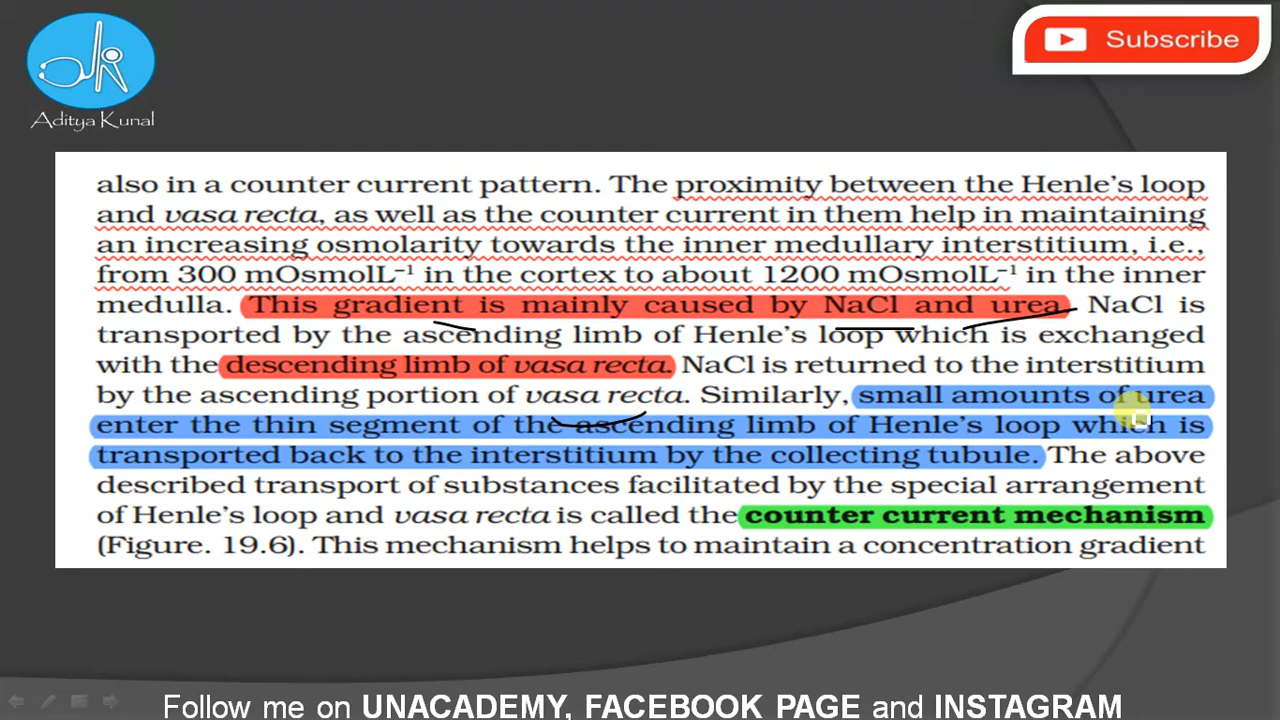 Aditya Kunal
Subscribe
also in a counter current pattern. The proximity between the Henle's loop
and vasa recta, as well as the counter current in them help in maintaining
an increasing osmolarity towards the inner medullary interstitium, i.e.,
from 300 mOsmolL⁻¹ in the cortex to about 1200 mOsmolL⁻¹ in the inner
medulla. This gradient is mainly caused by NaCl and urea. NaCl is
transported by the ascending limb of Henle's loop which is exchanged
with the descending limb of vasa recta. NaCl is returned to the interstitium
by the ascending portion of vasa recta. Similarly, small amounts of urea
enter the thin segment of the ascending limb of Henle's loop which is
transported back to the interstitium by the collecting tubule. The above
described transport of substances facilitated by the special arrangement
of Henle's loop and vasa recta is called the counter current mechanism
(Figure. 19.6). This mechanism helps to maintain a concentration gradient
Follow me on UNACADEMY, FACEBOOK PAGE and INSTAGRAM